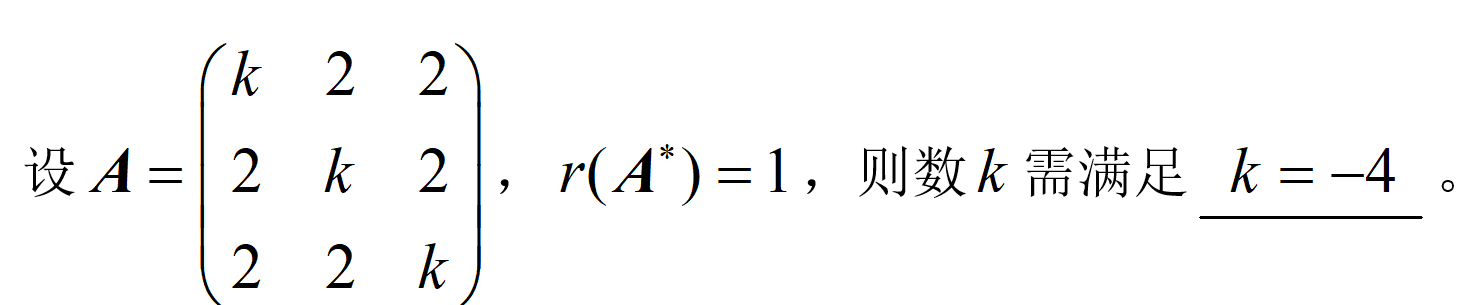 k 2 2
设 A = ( 2 k 2 ) , r(A*) = 1, 则数 k 需满足 k = −4 。
2 2 k